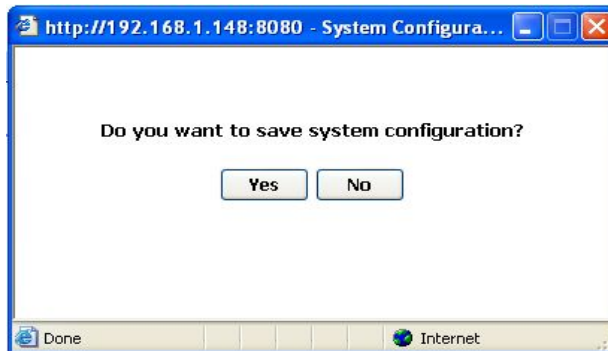 http://192.168.1.148:8080 - System Configura...
Do you want to save system configuration?
Yes No
Done Internet